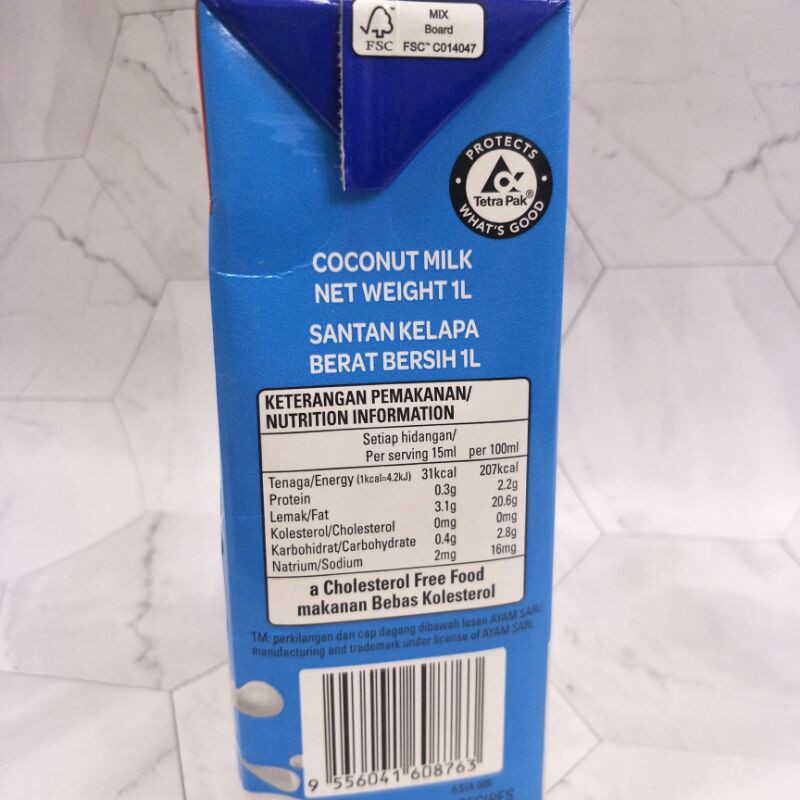 MIX
Board
FSC
FSC™ C014047
PROTECTS
Tetra Pak®
WHAT'S GOOD
COCONUT MILK
NET WEIGHT 1L
SANTAN KELAPA
BERAT BERSIH 1L
KETERANGAN PEMAKANAN/
NUTRITION INFORMATION
Setiap hidangan/
Per serving 15ml per 100ml
Tenaga/Energy (1kcal=4.2kJ) 31kcal 207kcal
Protein 0.3g 2.2g
Lemak/Fat 3.1g 20.6g
Kolesterol/Cholesterol 0mg 0mg
Karbohidrat/Carbohydrate 0.4g 2.8g
Natrium/Sodium 2mg 16mg
a Cholesterol Free Food
makanan Bebas Kolesterol
TM: perkilangan dan cap dagang dibawah lesen AYAM SARL
manufacturing and trademark under license of AYAM SARL
9 556041 608763
ASIA 005
RECIPES